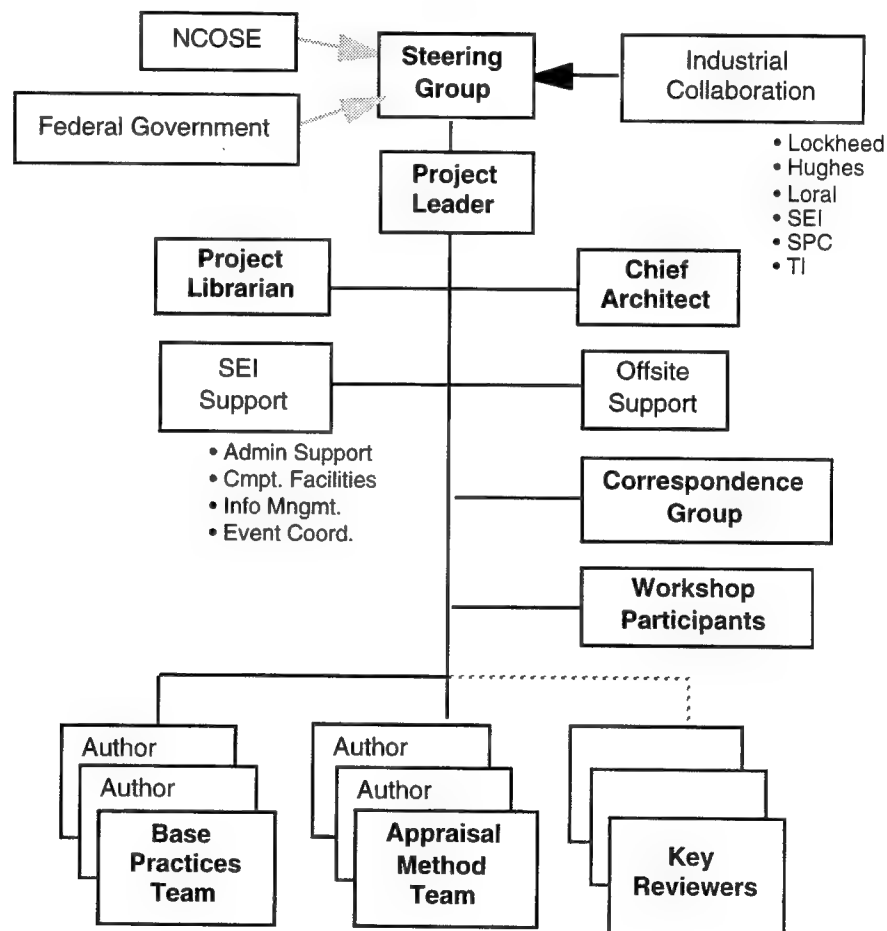 NCOSE
Steering
Group
Industrial
Collaboration
Federal Government
• Lockheed
• Hughes
• Loral
• SEI
• SPC
• TI
Project
Leader
Project
Librarian
Chief
Architect
SEI
Support
Offsite
Support
• Admin Support
• Cmpt. Facilities
• Info Mngmt.
• Event Coord.
Correspondence
Group
Workshop
Participants
Author
Author
Base
Practices
Team
Author
Author
Appraisal
Method
Team
Key
Reviewers